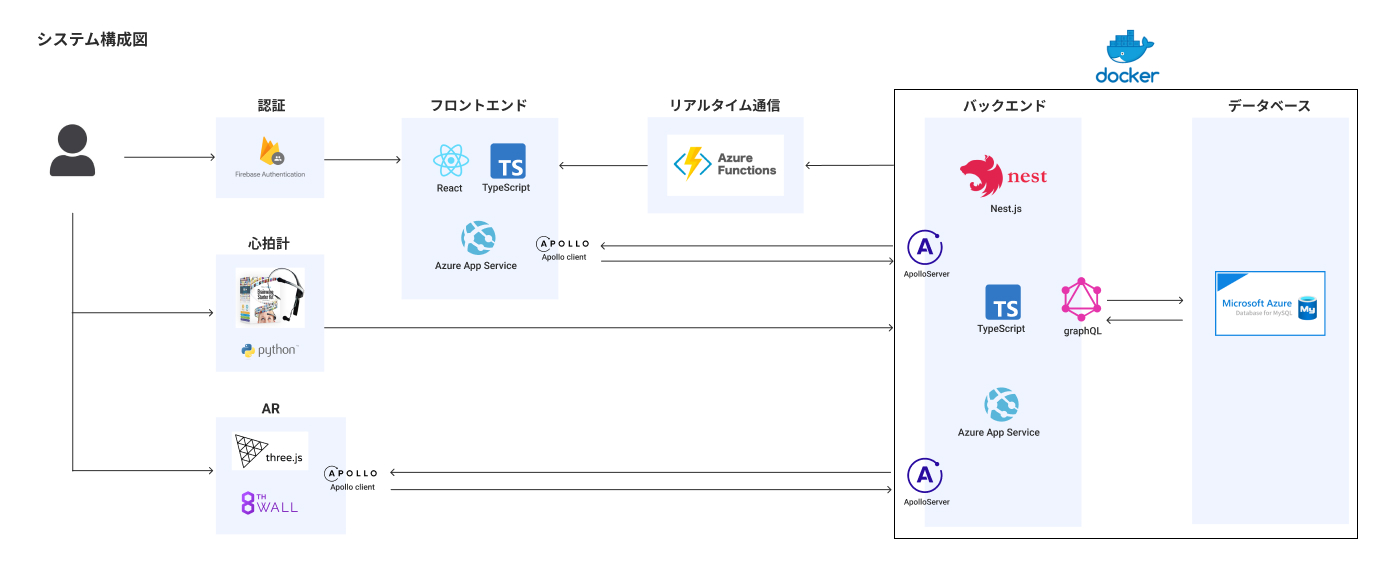 システム構成図
docker
認証
Firebase Authentication
フロントエンド
React
TS
TypeScript
Azure App Service
APOLLO
Apollo client
リアルタイム通信
Azure
Functions
バックエンド
nest
Nest.js
A
ApolloServer
TS
TypeScript
graphQL
Azure App Service
A
ApolloServer
データベース
Microsoft Azure
Database for MySQL
My
心拍計
Starter Kit
python
AR
three.js
8TH
WALL
APOLLO
Apollo client